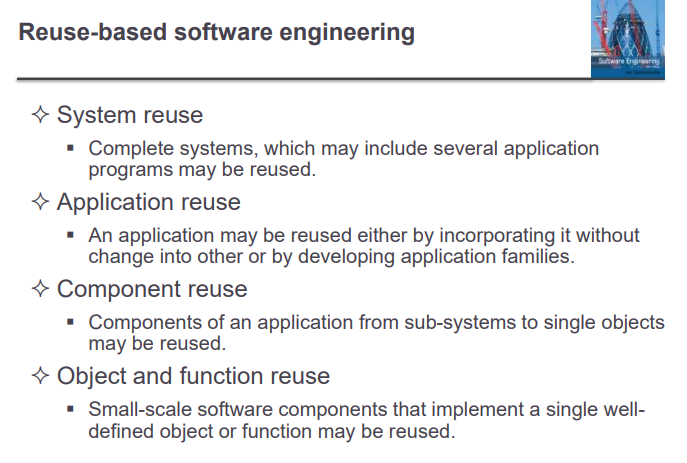 Reuse-based software engineering
Software Engineering
✧ System reuse
▪ Complete systems, which may include several application
programs may be reused.
✧ Application reuse
▪ An application may be reused either by incorporating it without
change into other or by developing application families.
✧ Component reuse
▪ Components of an application from sub-systems to single objects
may be reused.
✧ Object and function reuse
▪ Small-scale software components that implement a single well-
defined object or function may be reused.